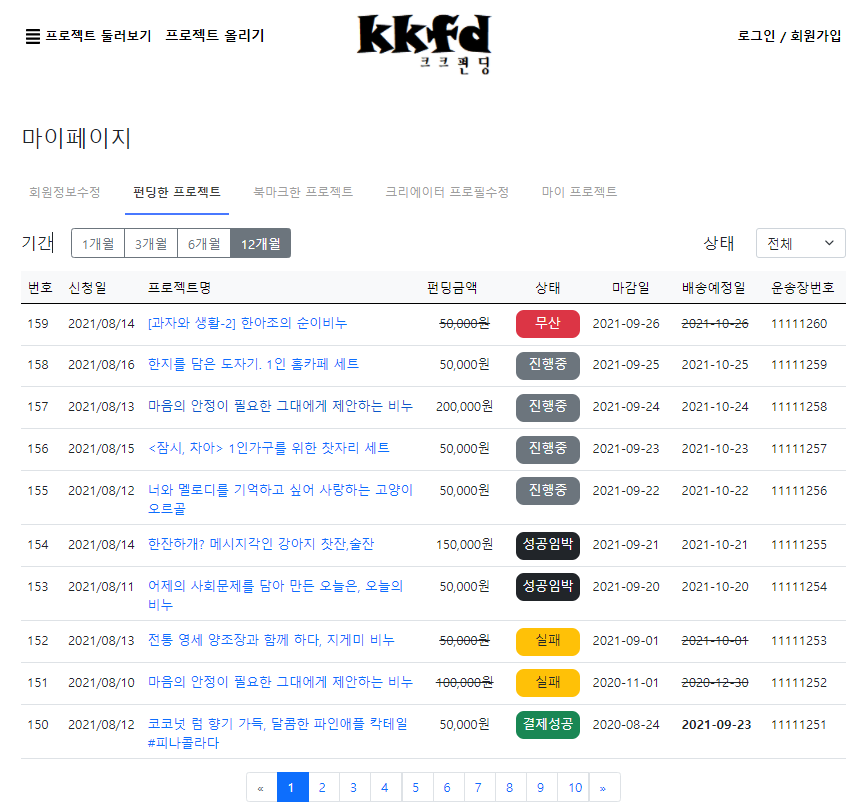 프로젝트 둘러보기 프로젝트 올리기 kkfd 로그인 / 회원가입
크크펀딩
마이페이지
회원정보수정 펀딩한 프로젝트 북마크한 프로젝트 크리에이터 프로필수정 마이 프로젝트
기간 1개월 3개월 6개월 12개월 상태 전체
번호 신청일 프로젝트명 펀딩금액 상태 마감일 배송예정일 운송장번호
159 2021/08/14 [과자와 생활-2] 한아조의 순이비누 50,000원 무산 2021-09-26 2021-10-26 11111260
158 2021/08/16 한지를 담은 도자기. 1인 홈카페 세트 50,000원 진행중 2021-09-25 2021-10-25 11111259
157 2021/08/13 마음의 안정이 필요한 그대에게 제안하는 비누 200,000원 진행중 2021-09-24 2021-10-24 11111258
156 2021/08/15 <잠시, 차아> 1인가구를 위한 찻자리 세트 50,000원 진행중 2021-09-23 2021-10-23 11111257
155 2021/08/12 너와 멜로디를 기억하고 싶어 사랑하는 고양이 50,000원 진행중 2021-09-22 2021-10-22 11111256
오르골
154 2021/08/14 한잔하개? 메시지각인 강아지 찻잔,술잔 150,000원 성공임박 2021-09-21 2021-10-21 11111255
153 2021/08/11 어제의 사회문제를 담아 만든 오늘은, 오늘의 50,000원 성공임박 2021-09-20 2021-10-20 11111254
비누
152 2021/08/13 전통 영세 양조장과 함께 하다, 지게미 비누 50,000원 실패 2021-09-01 2021-10-01 11111253
151 2021/08/10 마음의 안정이 필요한 그대에게 제안하는 비누 100,000원 실패 2020-11-01 2020-12-30 11111252
150 2021/08/12 코코넛 럼 향기 가득, 달콤한 파인애플 칵테일 50,000원 결제성공 2020-08-24 2021-09-23 11111251
#피나콜라다
« 1 2 3 4 5 6 7 8 9 10 »